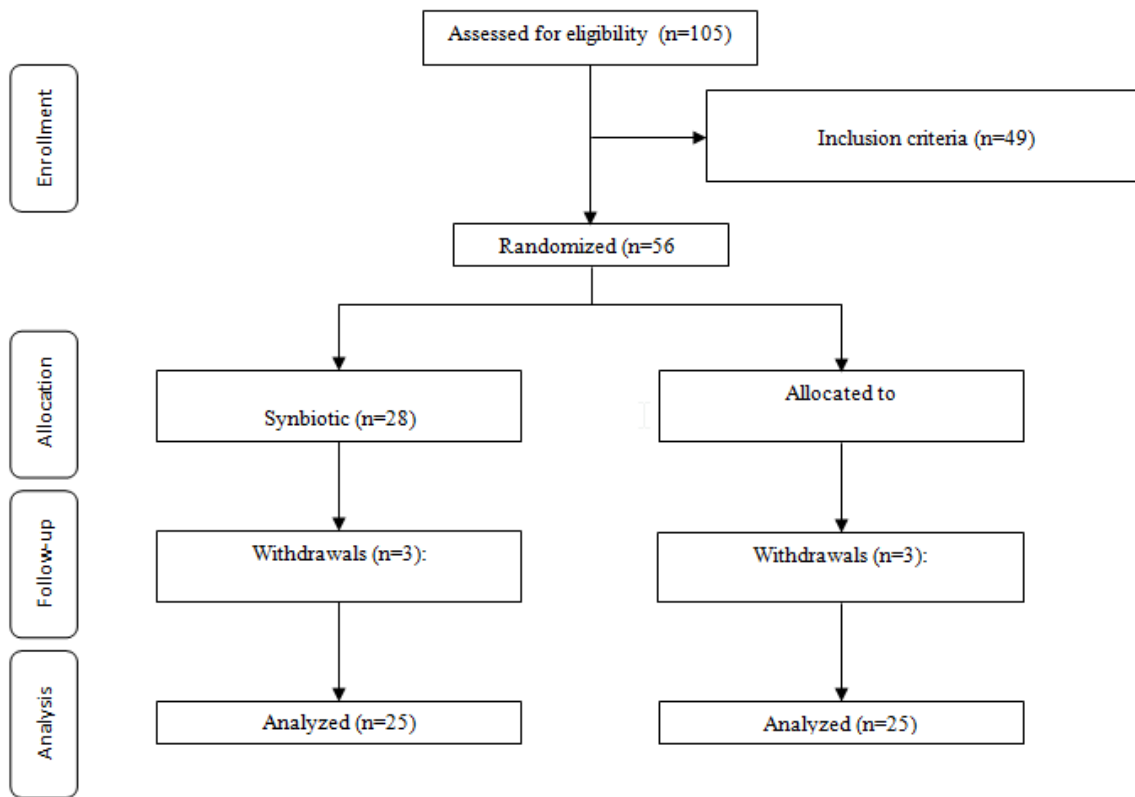 Assessed for eligibility (n=105)
Enrollment
Inclusion criteria (n=49)
Randomized (n=56
Allocation
Synbiotic (n=28)
Allocated to
Follow-up
Withdrawals (n=3):
Withdrawals (n=3):
Analysis
Analyzed (n=25)
Analyzed (n=25)